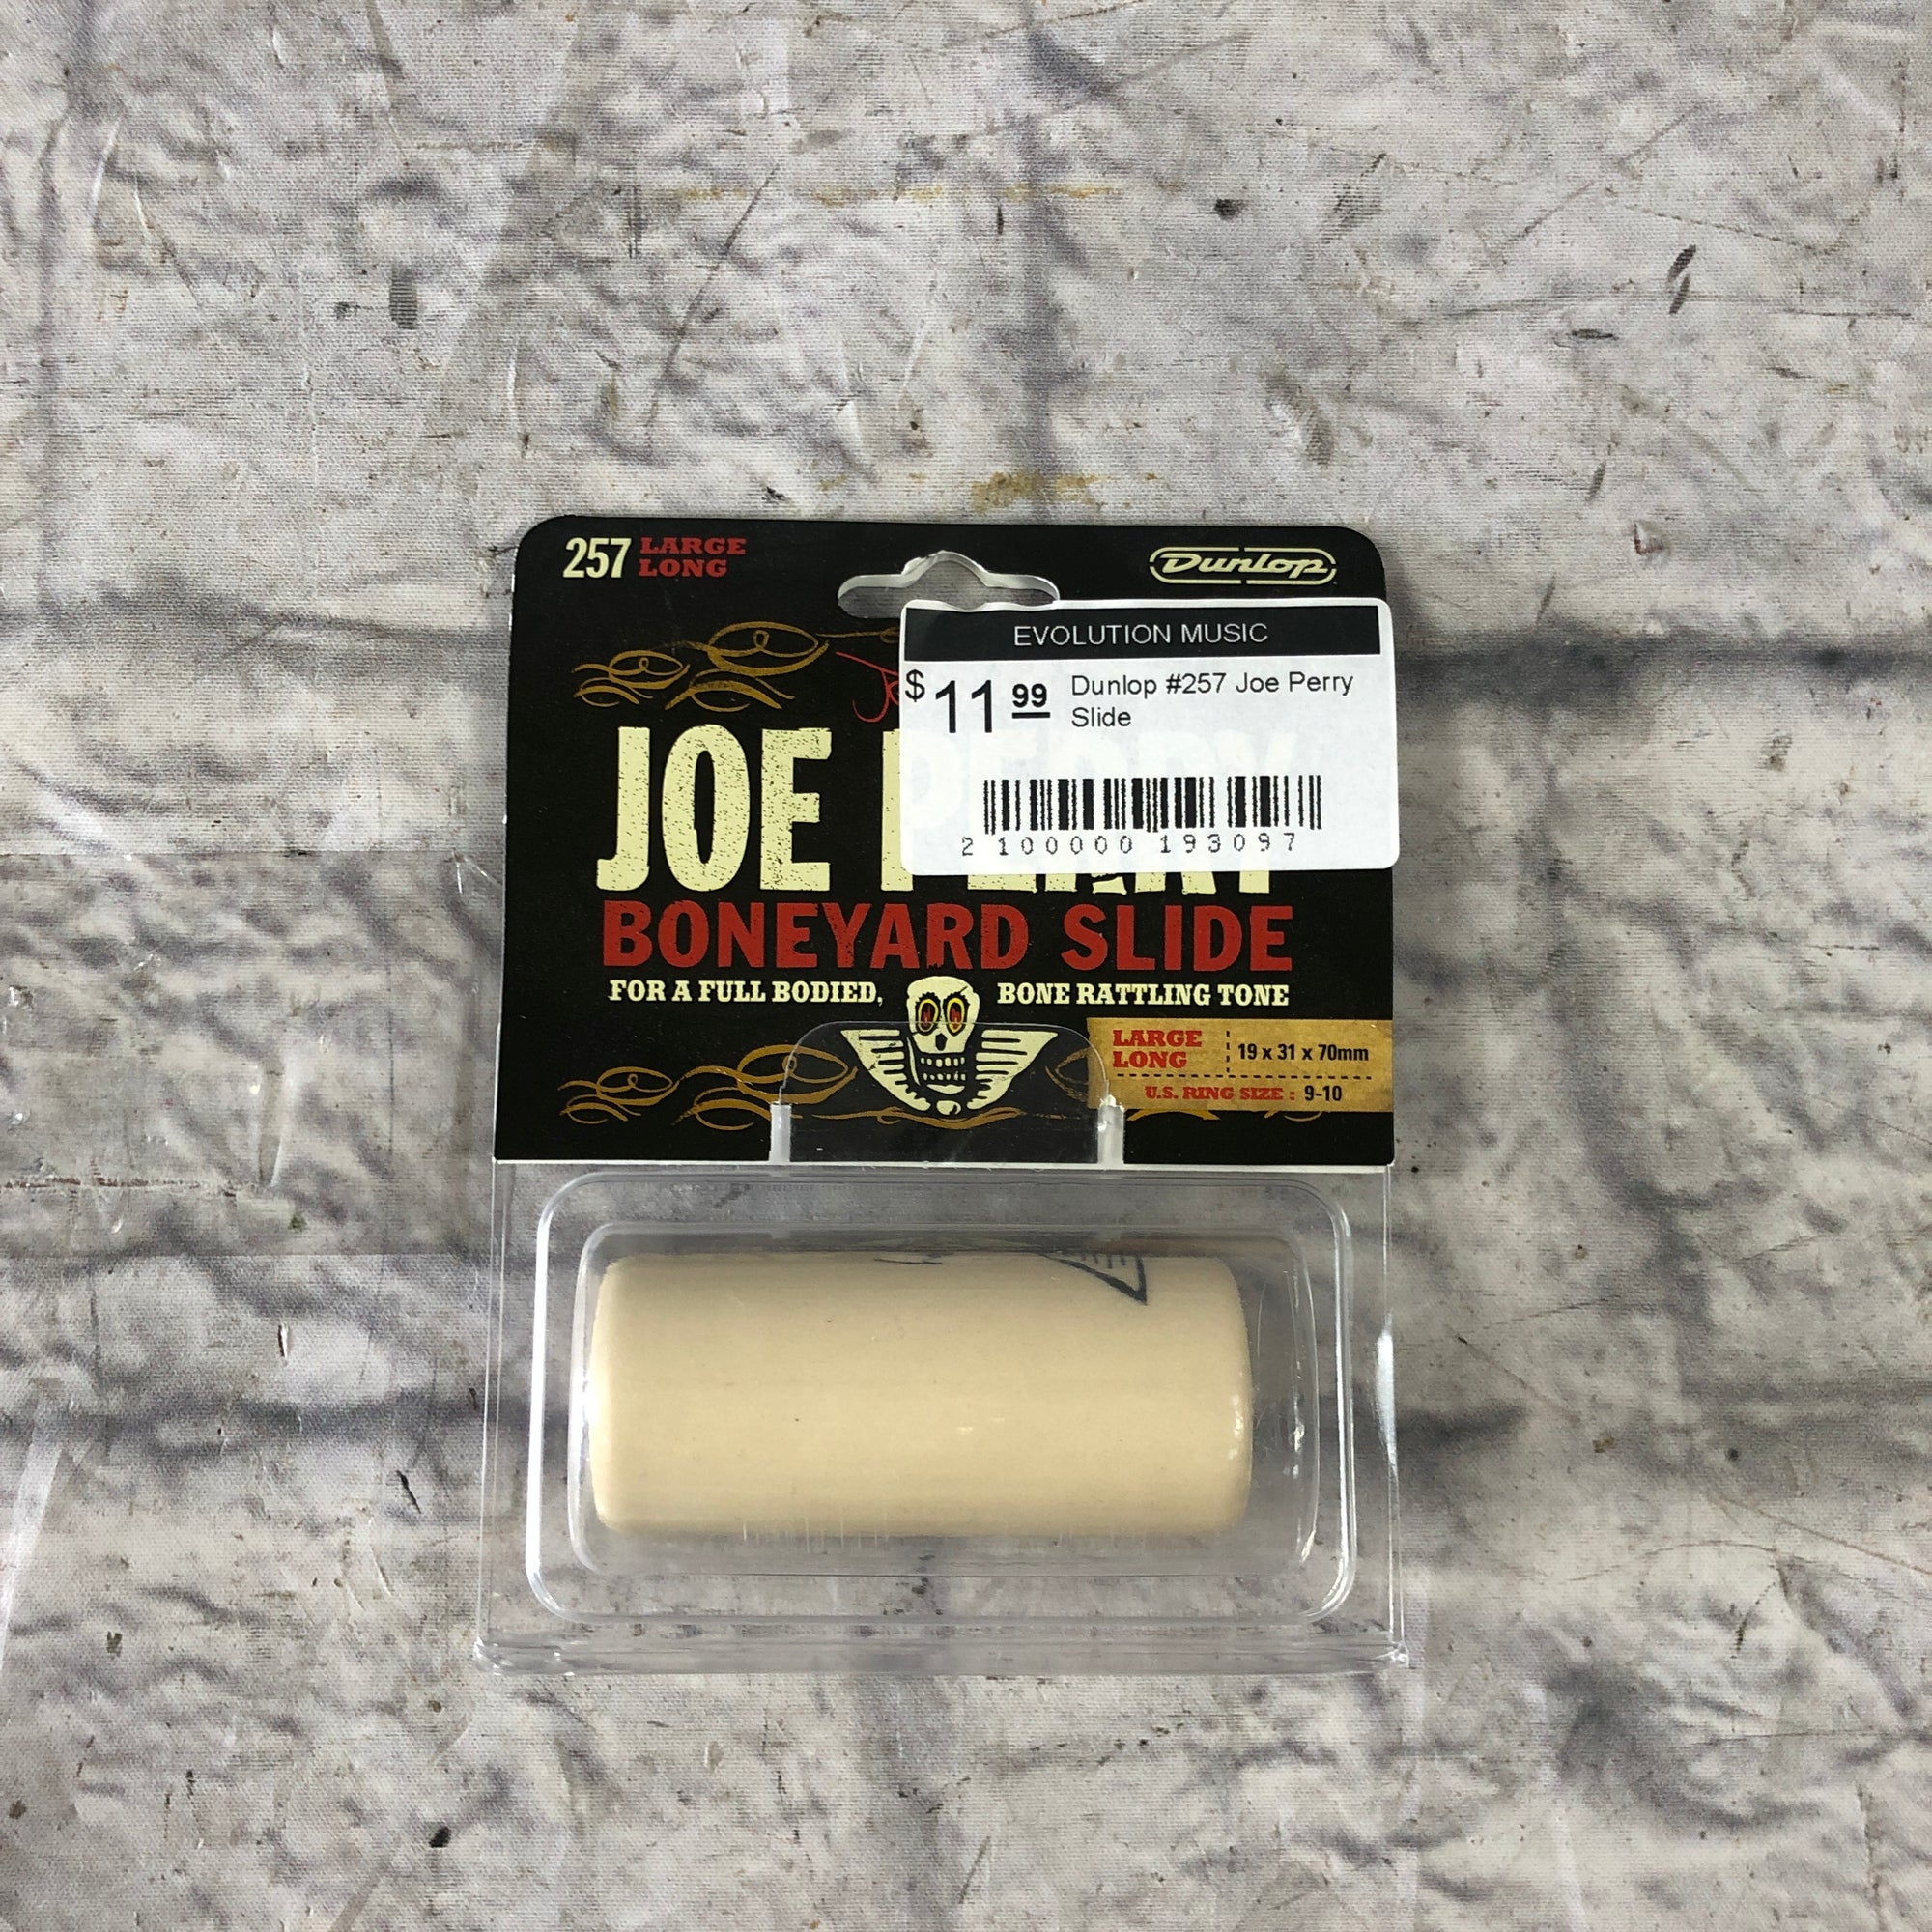 257 LARGE LONG
Dunlop
EVOLUTION MUSIC
$11.99 Dunlop #257 Joe Perry
Slide
2 100000 193097
JOE PERRY
BONEYARD SLIDE
FOR A FULL BODIED, BONE RATTLING TONE
LARGE LONG 19 x 31 x 70mm
U.S. RING SIZE : 9-10